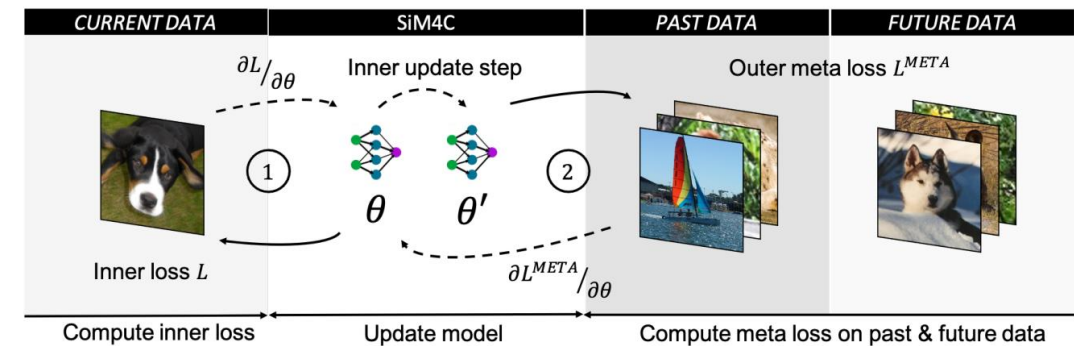 CURRENT DATA
SiM4C
PAST DATA
FUTURE DATA
∂L/∂θ
Inner update step
Outer meta loss L^META
1
2
θ
θ′
Inner loss L
∂L^META/∂θ
Compute inner loss
Update model
Compute meta loss on past & future data